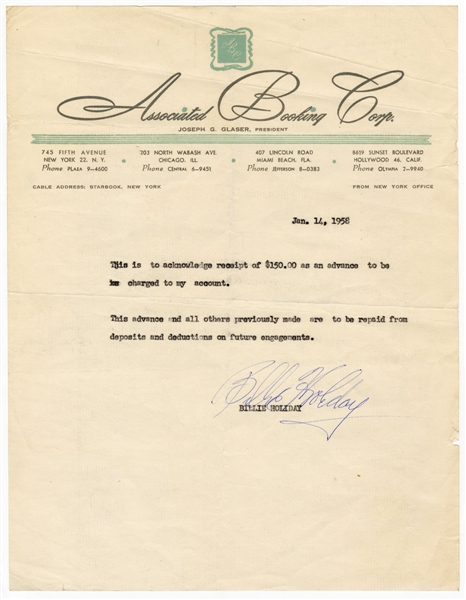 Associated Booking Corp.
JOSEPH G. GLASER, PRESIDENT
745 FIFTH AVENUE
NEW YORK 22, N. Y.
Phone PLAZA 9-4600
203 NORTH WABASH AVE.
CHICAGO, ILL.
Phone CENTRAL 6-9451
407 LINCOLN ROAD
MIAMI BEACH, FLA.
Phone JEFFERSON 8-0383
8619 SUNSET BOULEVARD
HOLLYWOOD 46, CALIF.
Phone OLYMPIA 2-9940
CABLE ADDRESS: STARBOOK, NEW YORK
FROM NEW YORK OFFICE
Jan. 14, 1958
This is to acknowledge receipt of $150.00 as an advance to be
charged to my account.
This advance and all others previously made are to be repaid from
deposits and deductions on future engagements.
Billie Holiday
BILLIE HOLIDAY